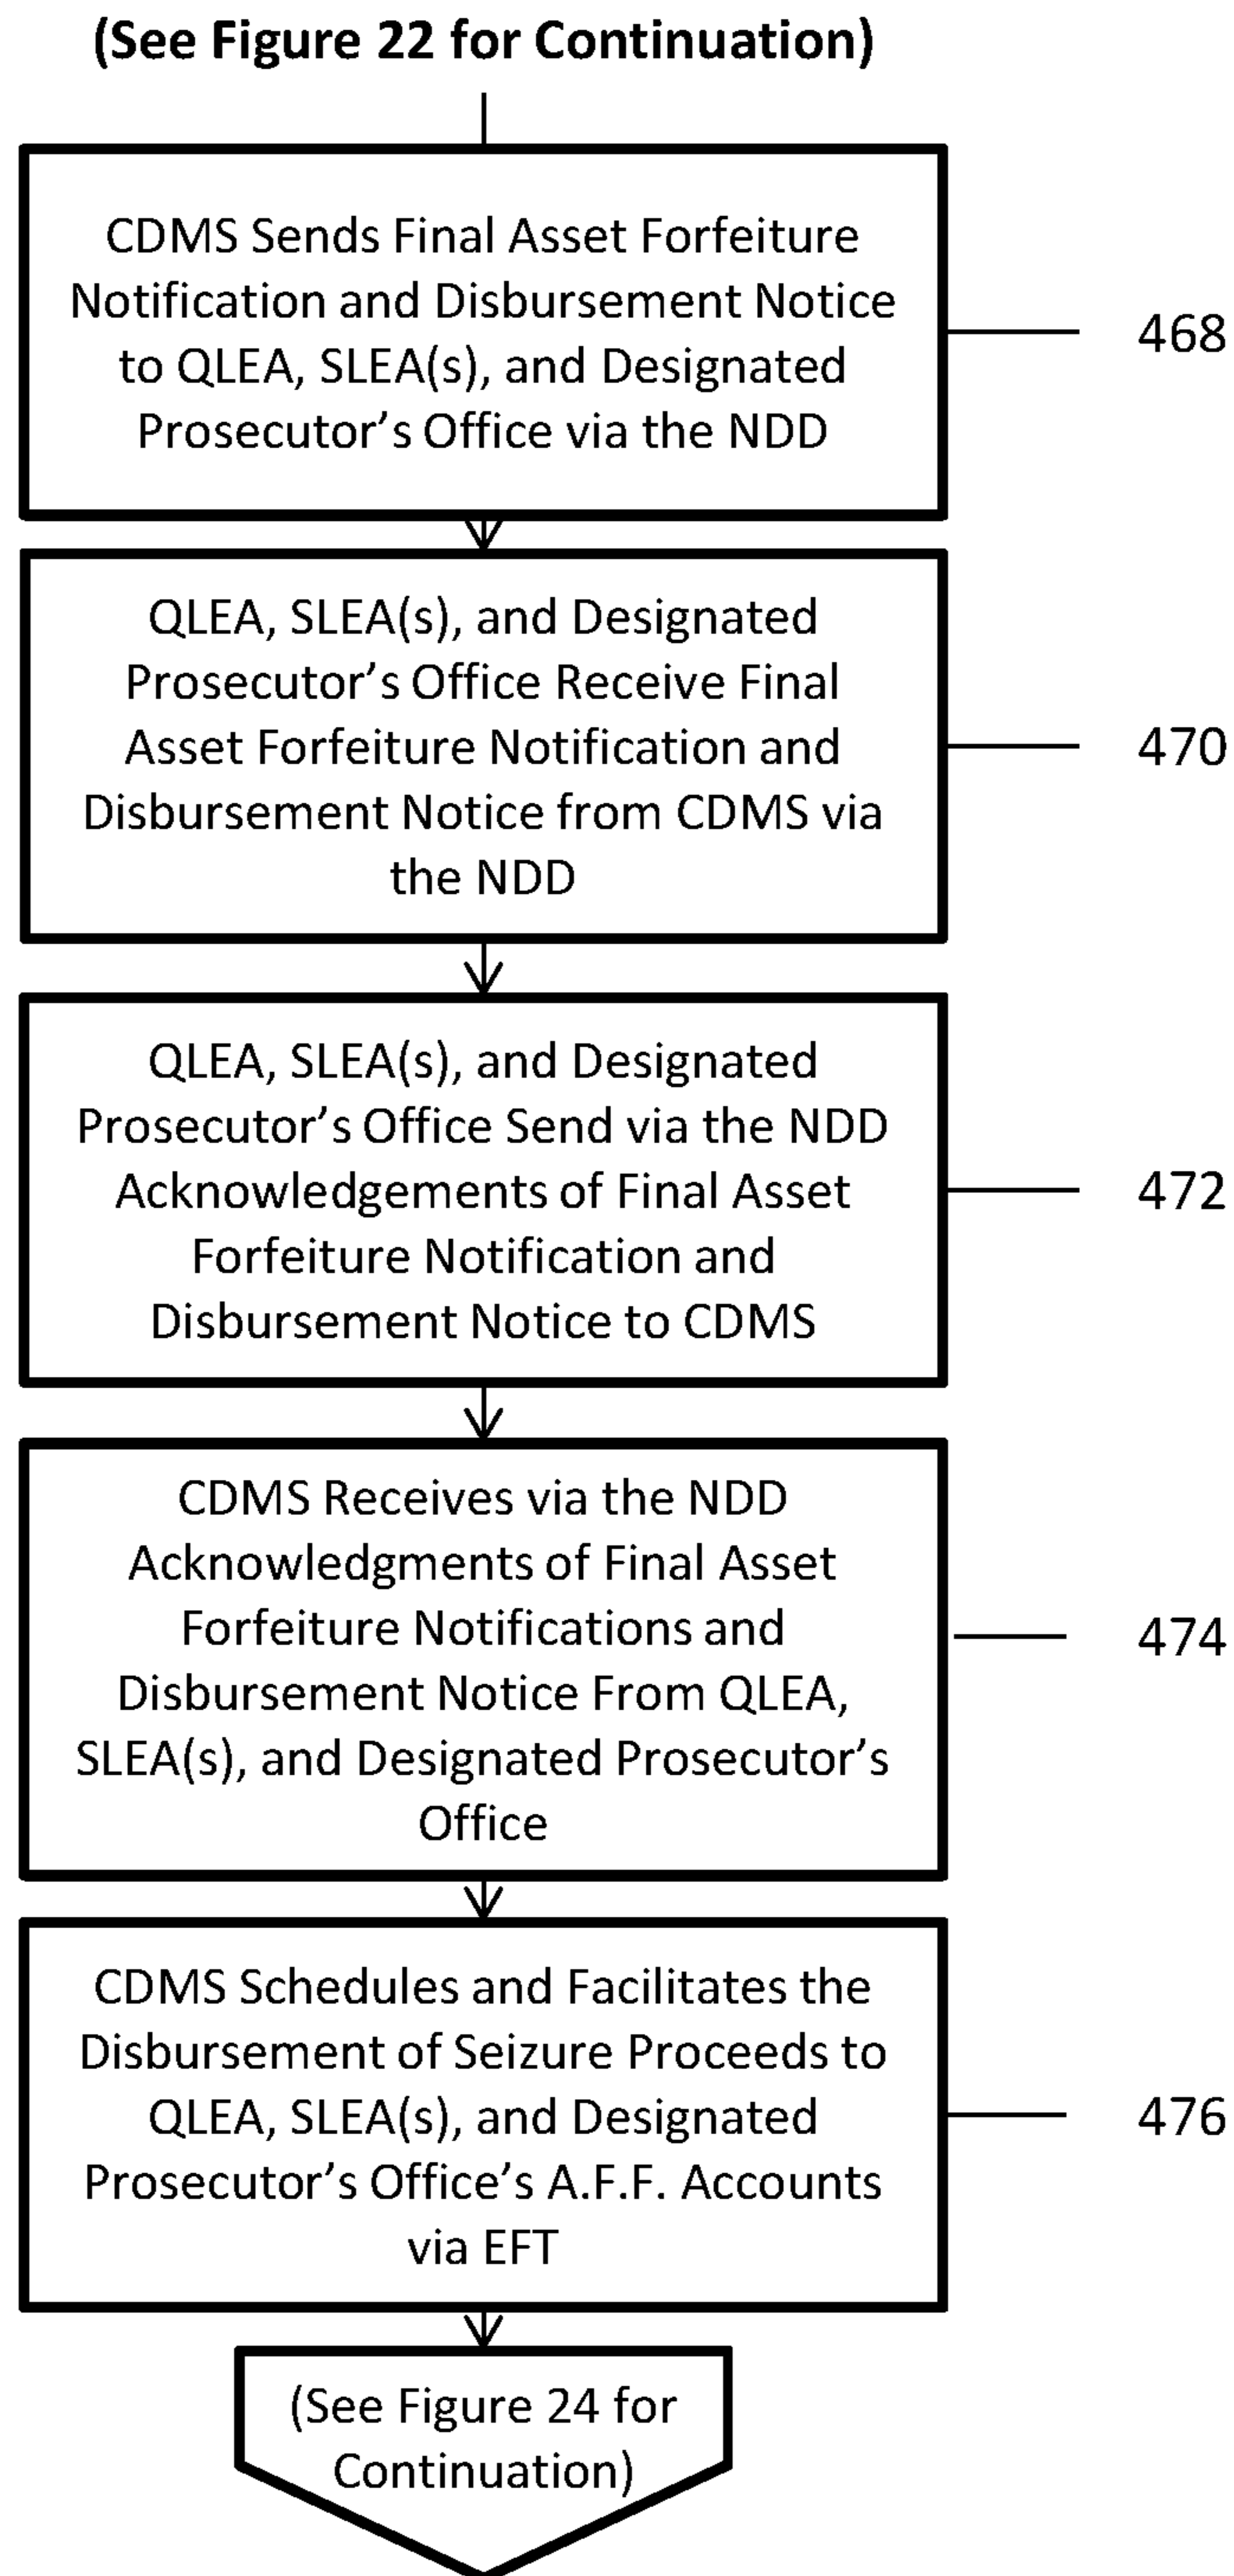 (See Figure 22 for Continuation)
CDMS Sends Final Asset Forfeiture
Notification and Disbursement Notice
to QLEA, SLEA(s), and Designated
Prosecutor’s Office via the NDD
468
QLEA, SLEA(s), and Designated
Prosecutor’s Office Receive Final
Asset Forfeiture Notification and
Disbursement Notice from CDMS via
the NDD
470
QLEA, SLEA(s), and Designated
Prosecutor’s Office Send via the NDD
Acknowledgements of Final Asset
Forfeiture Notification and
Disbursement Notice to CDMS
472
CDMS Receives via the NDD
Acknowledgments of Final Asset
Forfeiture Notifications and
Disbursement Notice From QLEA,
SLEA(s), and Designated Prosecutor’s
Office
474
CDMS Schedules and Facilitates the
Disbursement of Seizure Proceeds to
QLEA, SLEA(s), and Designated
Prosecutor’s Office’s A.F.F. Accounts
via EFT
476
(See Figure 24 for
Continuation)